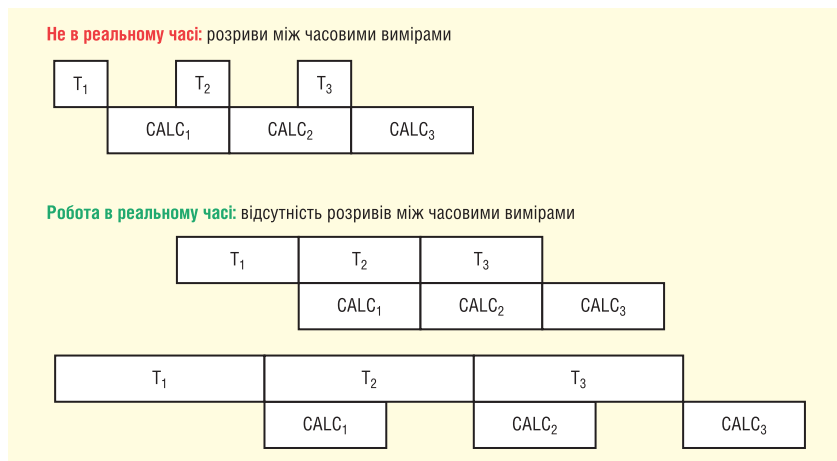 Не в реальному часі: розриви між часовими вимірами
T₁ T₂ T₃
CALC₁ CALC₂ CALC₃
Робота в реальному часі: відсутність розривів між часовими вимірами
T₁ T₂ T₃
CALC₁ CALC₂ CALC₃
T₁ T₂ T₃
CALC₁ CALC₂ CALC₃